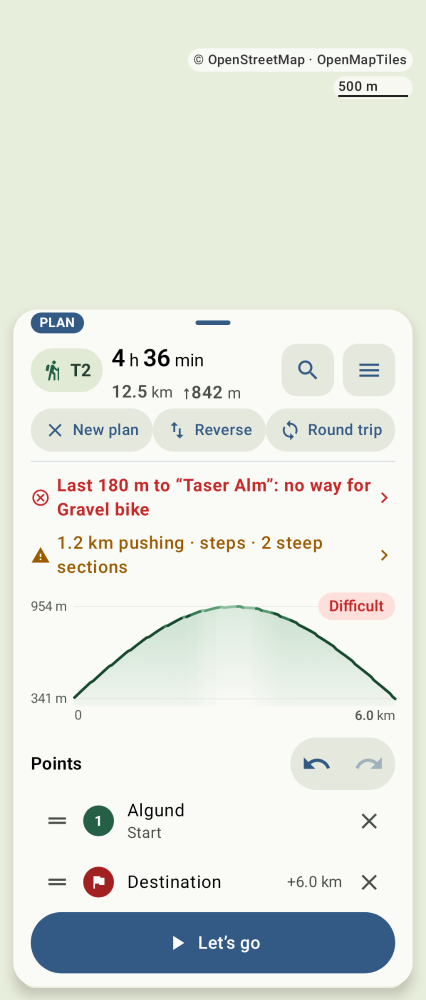 © OpenStreetMap · OpenMapTiles
500 m
PLAN
T2
4 h 36 min
12.5 km ↑842 m
New plan
Reverse
Round trip
Last 180 m to “Taser Alm”: no way for
Gravel bike
1.2 km pushing · steps · 2 steep
sections
954 m
Difficult
341 m
0
6.0 km
Points
1
Algund
Start
Destination
+6.0 km
Let’s go